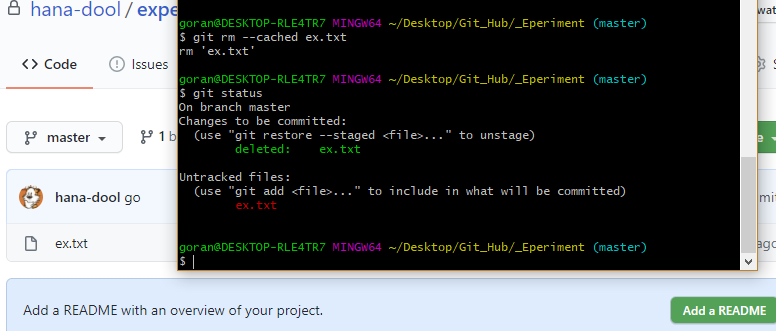 hana-dool / expe
Code
Issues
master
1 b
hana-dool go
ex.txt
Add a README with an overview of your project.
Add a README
goran@DESKTOP-RLE4TR7 MINGW64 ~/Desktop/Git_Hub/_Eperiment (master)
$ git rm --cached ex.txt
rm 'ex.txt'
goran@DESKTOP-RLE4TR7 MINGW64 ~/Desktop/Git_Hub/_Eperiment (master)
$ git status
On branch master
Changes to be committed:
(use "git restore --staged <file>..." to unstage)
deleted: ex.txt
Untracked files:
(use "git add <file>..." to include in what will be committed)
ex.txt
goran@DESKTOP-RLE4TR7 MINGW64 ~/Desktop/Git_Hub/_Eperiment (master)
$
wat
S
e
mit
ago